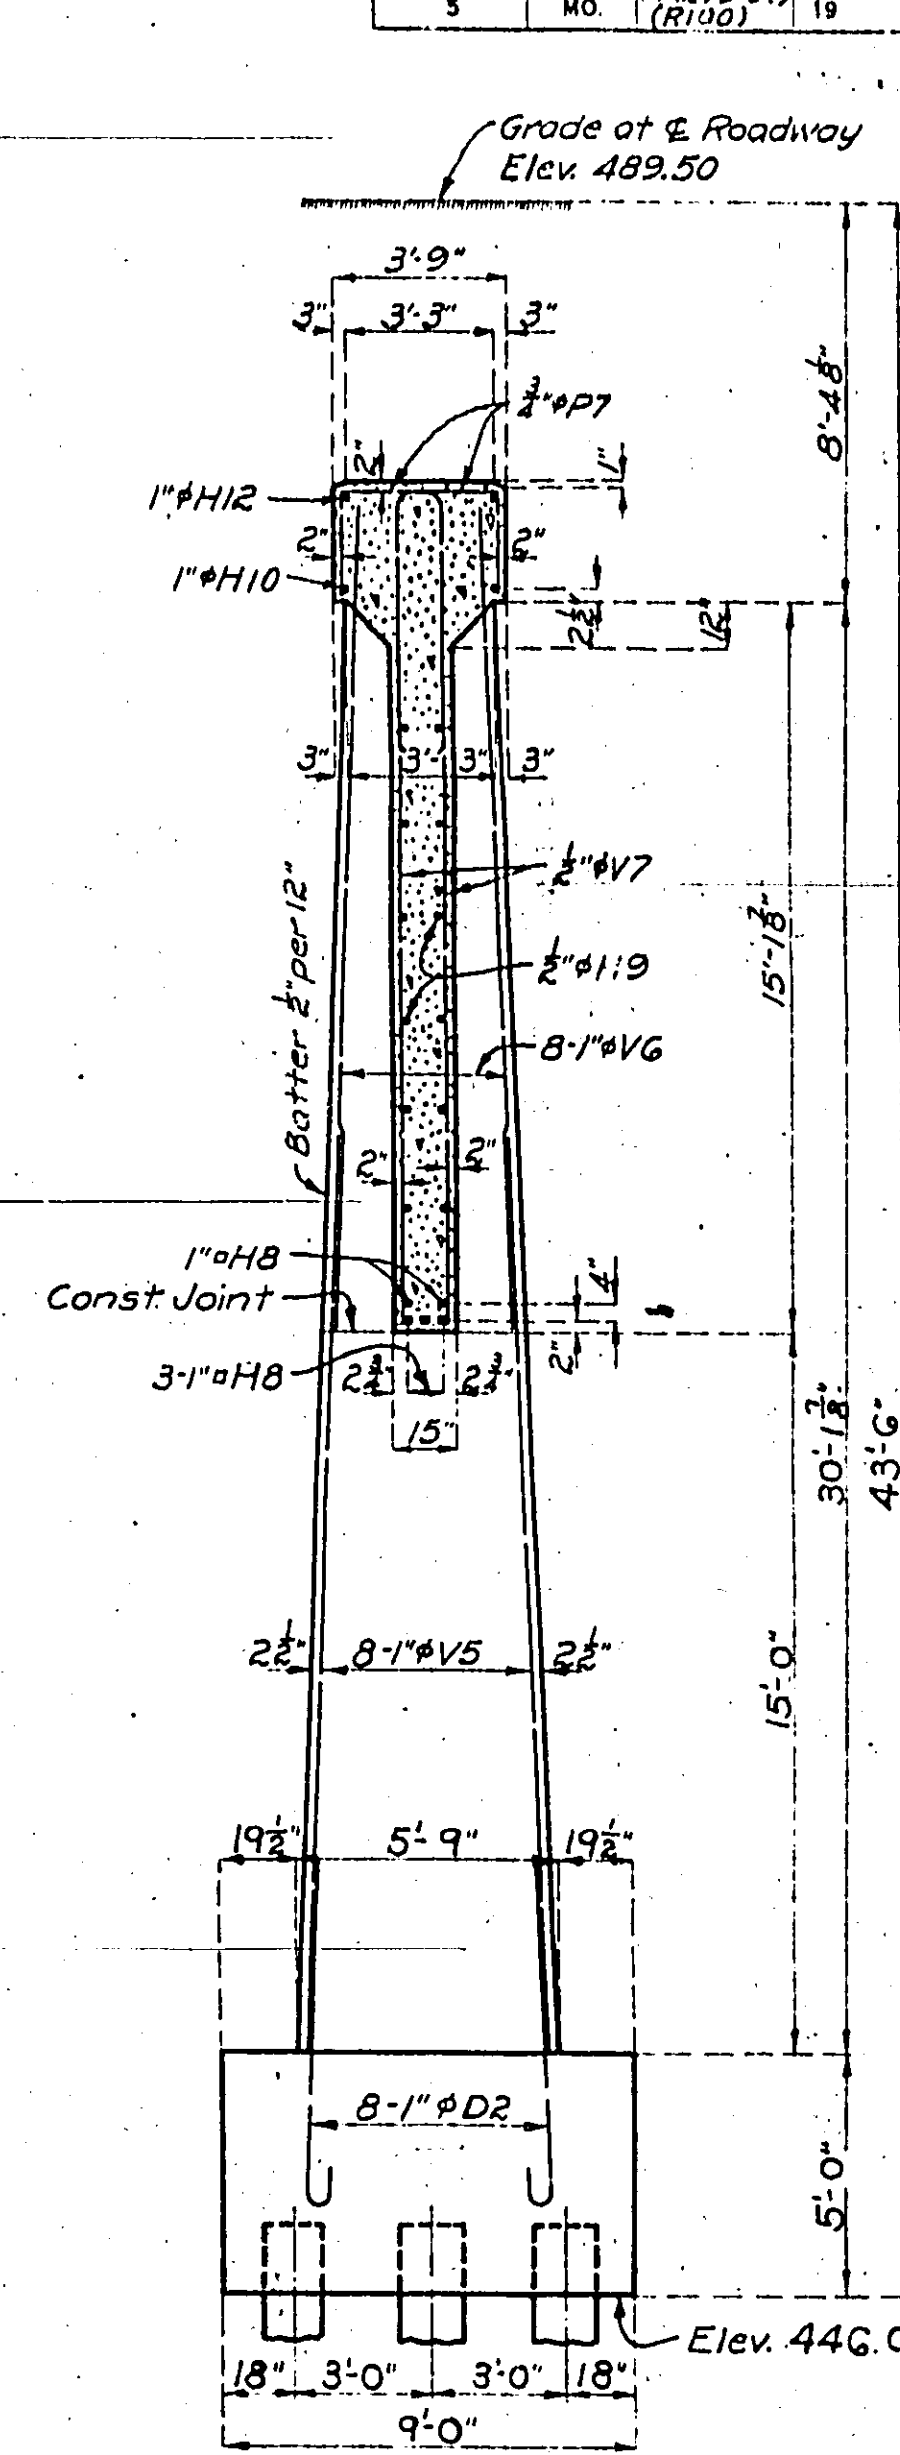 5 MO. (R100) 19
Grade at ℄ Roadway
Elev. 489.50
3'-9"
3" 3'-3" 3"
3/4"φP7
8'-4 1/8"
2" 1"
1"φH12
2" 2"
1"φH10
2 1/2" 12"
3" 3'-3" 3"
1/2"φV7
Batter 1/2" per 12"
15'-1 7/8"
1/2"φH9
8-1"φV6
2" 2"
1"▫H8
4"
Const. Joint
2"
3-1"▫H8
2 3/4" 2 3/4"
15"
30'-1 7/8"
43'-6"
2 1/2" 8-1"φV5 2 1/2"
15'-0"
19 1/2" 5'-9" 19 1/2"
8-1"φD2
5'-0"
Elev. 446.0
18" 3'-0" 3'-0" 18"
9'-0"